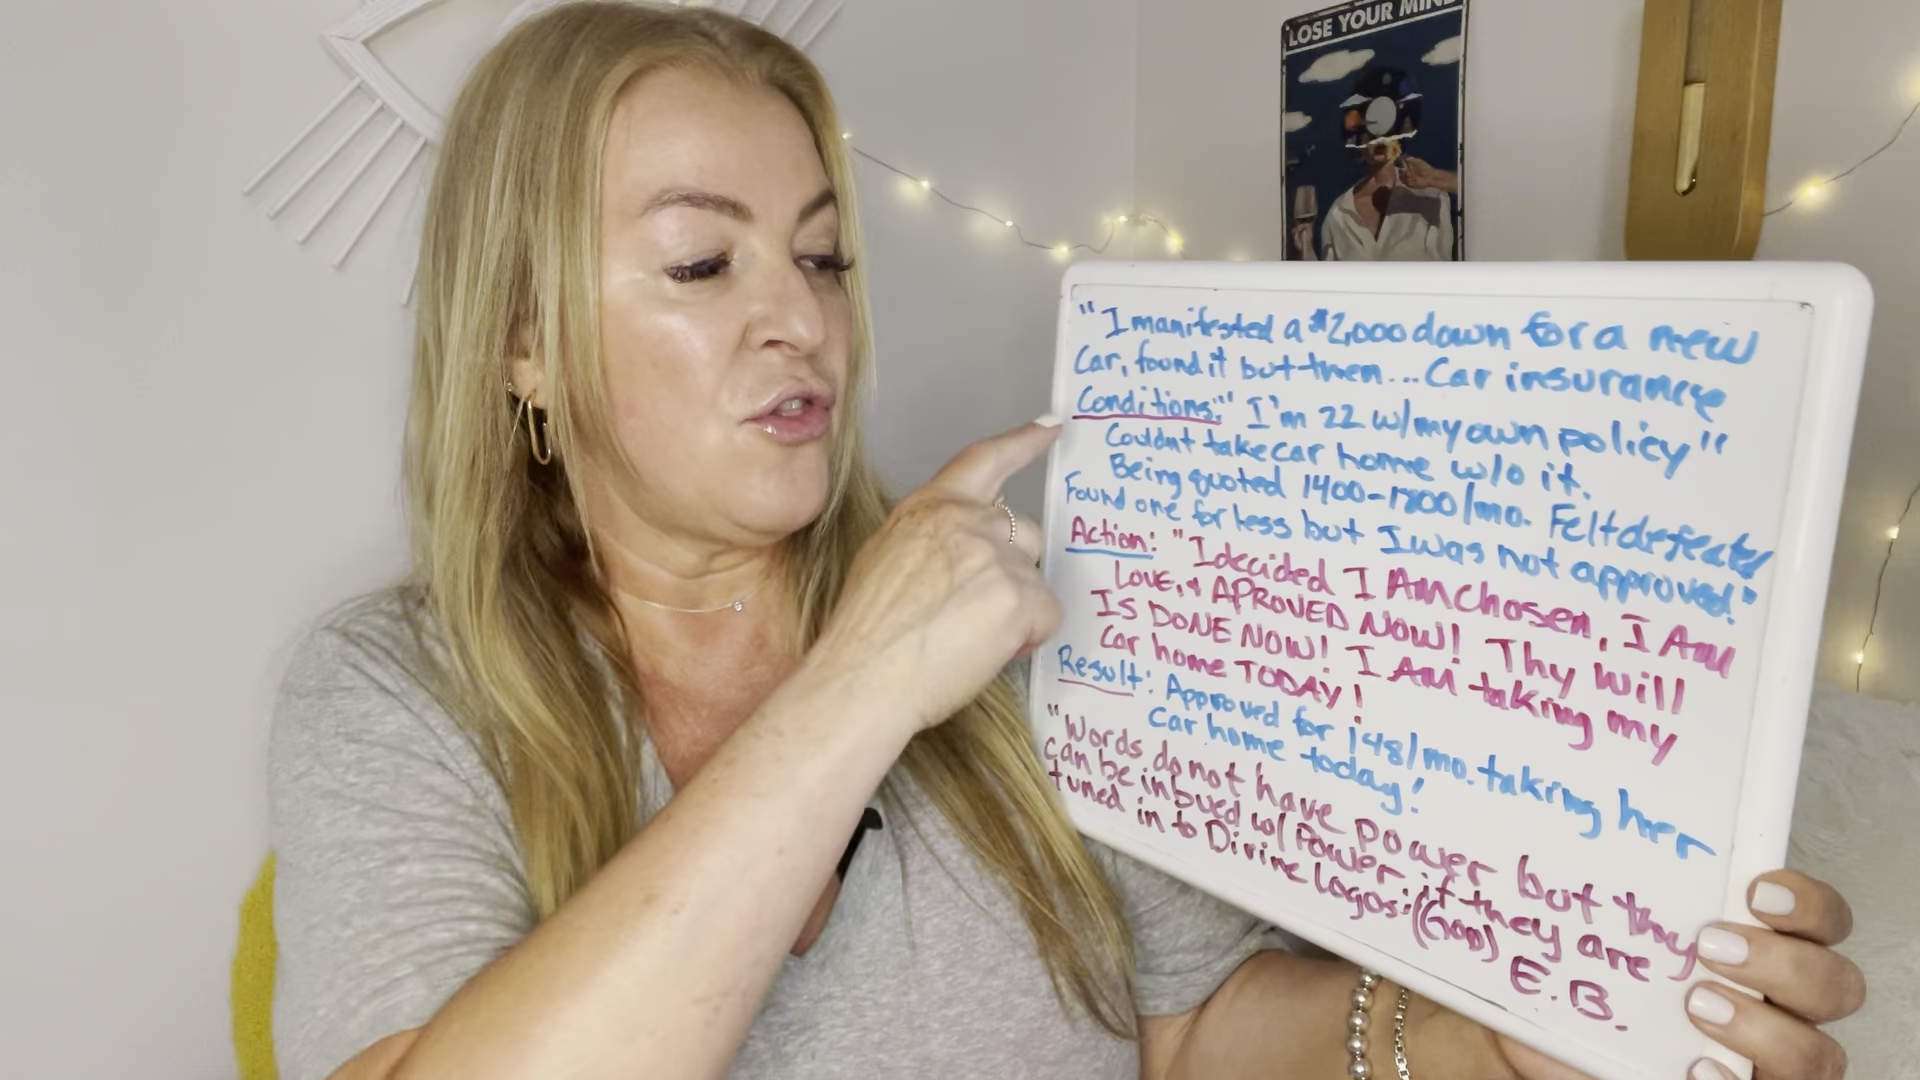 LOSE YOUR MIND
"I manifested a $2,000 down for a new
Car, found it but then... Car insurance
Conditions:" I'm 22 w/my own policy"
Couldnt take car home w/o it.
Being quoted 1400-1800/mo. Felt defeated
Found one for less but I was not approved!"
Action: "I decided I Am chosen, I Am
LOVE, & APROVED NOW! Thy Will
IS DONE NOW! I Am taking my
Car home TODAY!
Result: Approved for 148/mo. taking her
Car home today!
"Words do not have power but they
can be inbued w/ Power if they are
tuned in to Divine Logos:(GOD)
E.B.